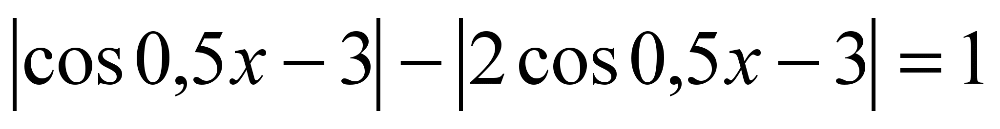 |cos 0,5x − 3| − |2 cos 0,5x − 3| = 1